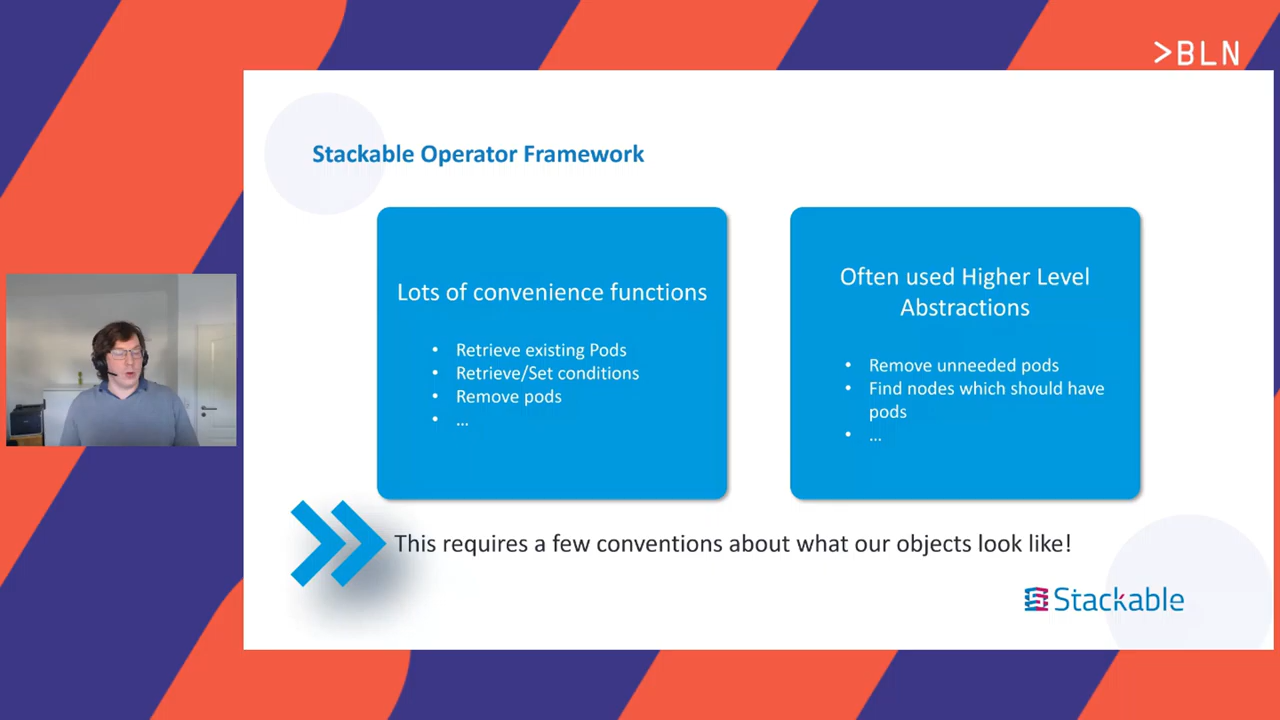 >BLN
Stackable Operator Framework
Lots of convenience functions
• Retrieve existing Pods
• Retrieve/Set conditions
• Remove pods
• ...
Often used Higher Level
Abstractions
• Remove unneeded pods
• Find nodes which should have
pods
• ...
This requires a few conventions about what our objects look like!
Stackable